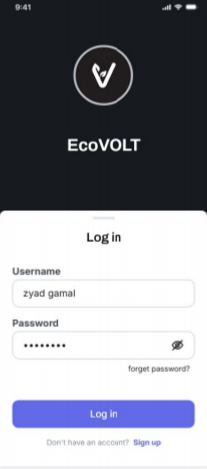 9:41
EcoVOLT
Log in
Username
zyad gamal
Password
••••••••
forget password?
Log in
Don't have an account? Sign up